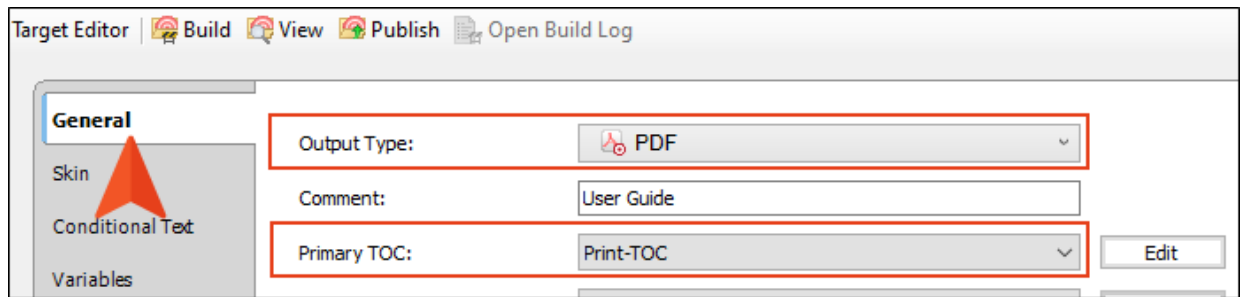 Target Editor Build View Publish Open Build Log
General
Output Type: PDF
Skin
Comment: User Guide
Conditional Text
Primary TOC: Print-TOC Edit
Variables